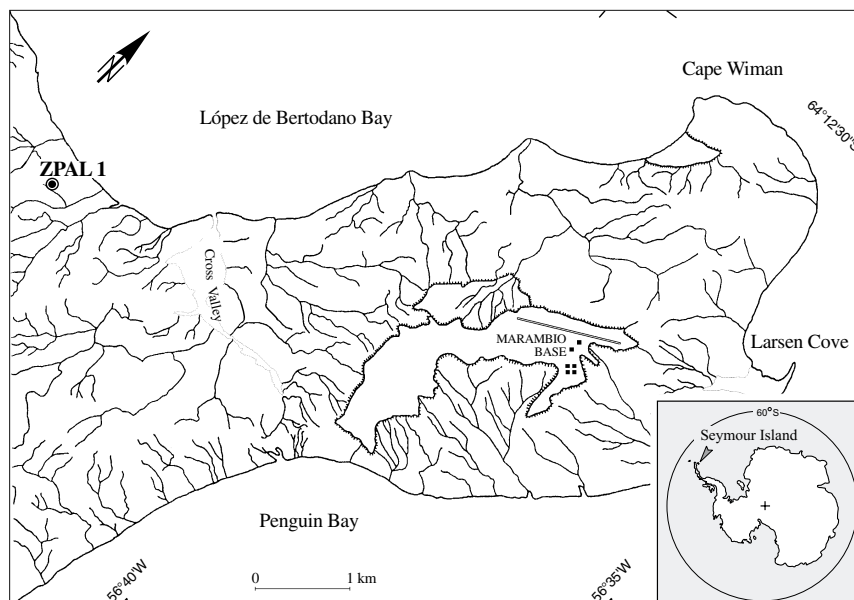 N
Cape Wiman
64°12'30"S
López de Bertodano Bay
ZPAL 1
Cross Valley
MARAMBIO
BASE
Larsen Cove
60°S
Seymour Island
Penguin Bay
56°40'W
0 1 km
56°35'W